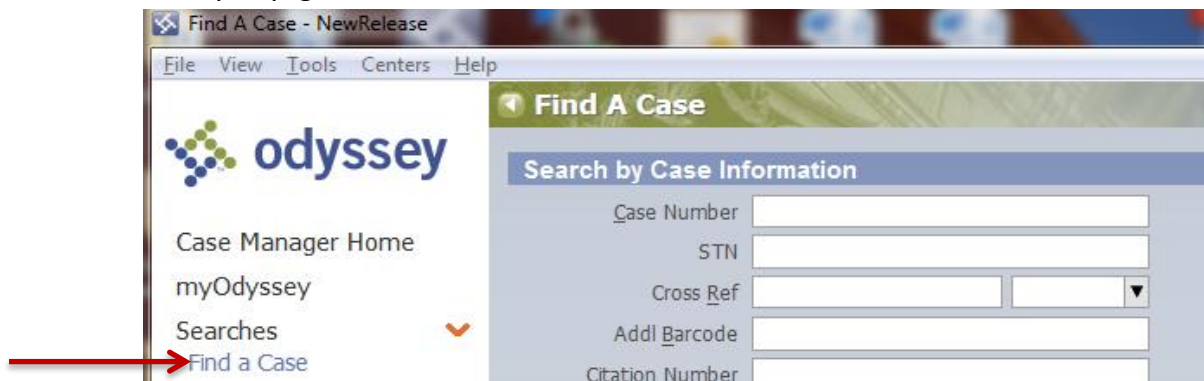 Find A Case - NewRelease
File View Tools Centers Help
Find A Case
odyssey
Search by Case Information
Case Number
STN
Cross Ref
Addl Barcode
Citation Number
Case Manager Home
myOdyssey
Searches
Find a Case